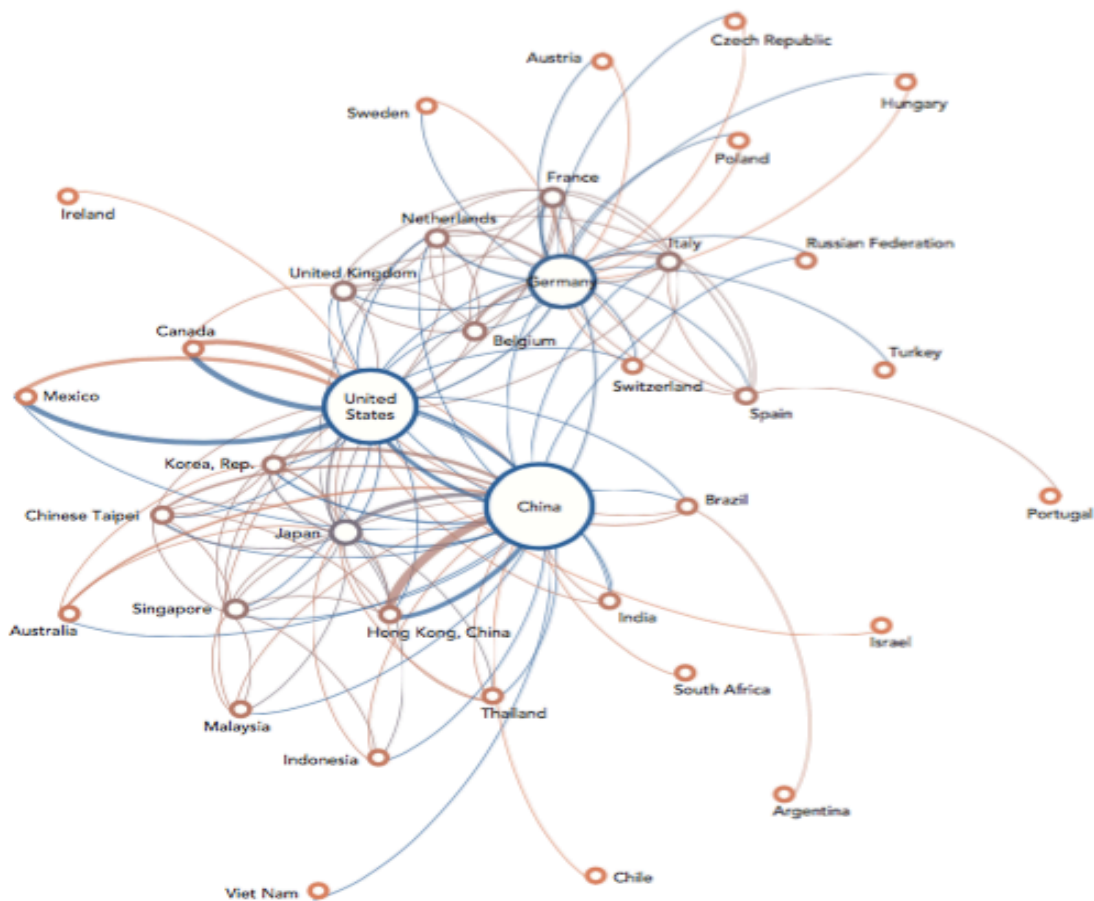 Czech Republic
Austria
Hungary
Sweden
Poland
France
Ireland
Netherlands
Italy
Russian Federation
United Kingdom
Germany
Canada
Belgium
Turkey
Switzerland
Mexico
United
States
Spain
Korea, Rep.
Brazil
China
Chinese Taipei
Portugal
Japan
Singapore
India
Australia
Hong Kong, China
Israel
South Africa
Malaysia
Thailand
Indonesia
Argentina
Chile
Viet Nam